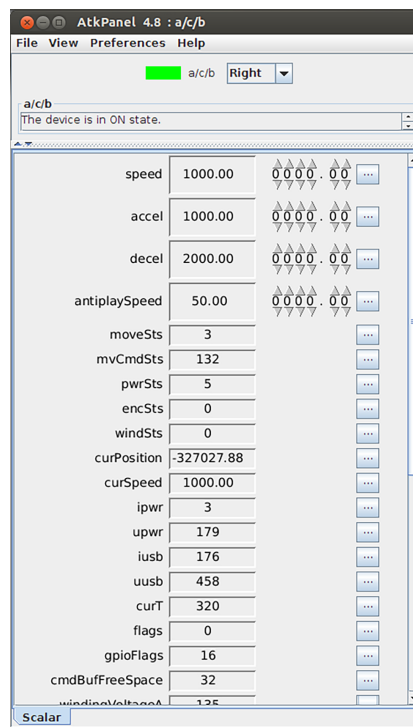 AtkPanel 4.8 : a/c/b
File View Preferences Help
a/c/b Right
a/c/b
The device is in ON state.
speed 1000.00 0000.00 ...
accel 1000.00 0000.00 ...
decel 2000.00 0000.00 ...
antiplaySpeed 50.00 0000.00 ...
moveSts 3 ...
mvCmdSts 132 ...
pwrSts 5 ...
encSts 0 ...
windSts 0 ...
curPosition -327027.88 ...
curSpeed 1000.00 ...
ipwr 3 ...
upwr 179 ...
iusb 176 ...
uusb 458 ...
curT 320 ...
flags 0 ...
gpioFlags 16 ...
cmdBufFreeSpace 32 ...
windingVoltageA 135
Scalar